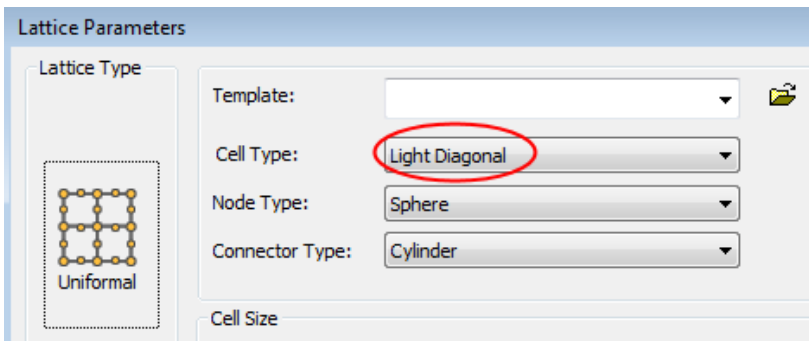 Lattice Parameters
Lattice Type
Template:
Cell Type: Light Diagonal
Node Type: Sphere
Connector Type: Cylinder
Uniformal
Cell Size